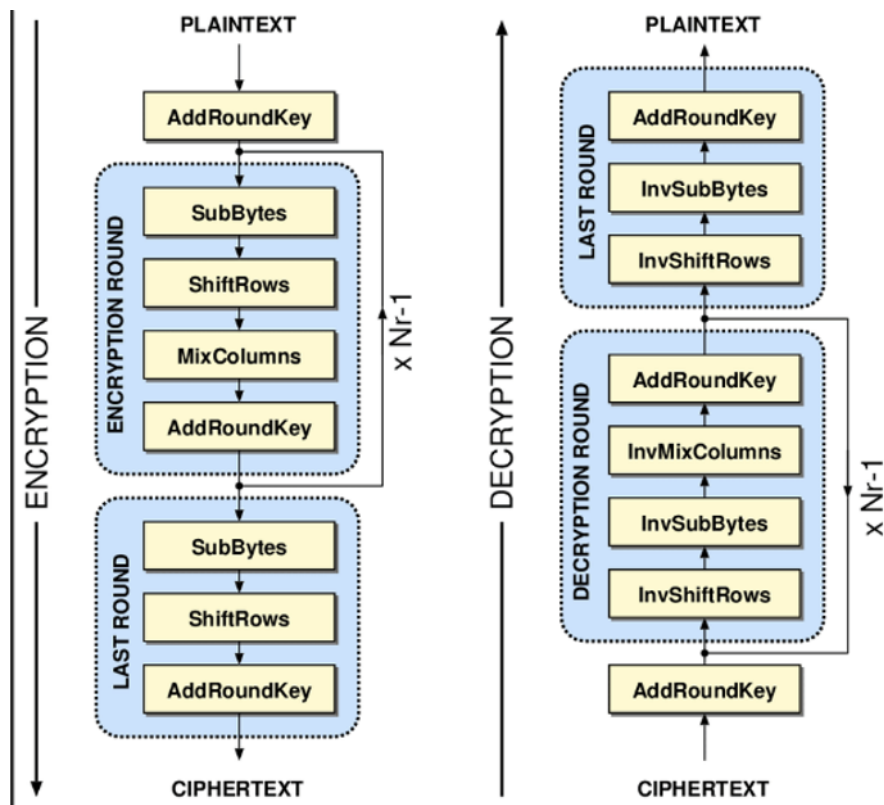 PLAINTEXT
AddRoundKey
SubBytes
ShiftRows
MixColumns
AddRoundKey
ENCRYPTION ROUND
x Nr-1
SubBytes
ShiftRows
AddRoundKey
LAST ROUND
CIPHERTEXT
ENCRYPTION
PLAINTEXT
AddRoundKey
InvSubBytes
InvShiftRows
LAST ROUND
AddRoundKey
InvMixColumns
InvSubBytes
InvShiftRows
DECRYPTION ROUND
x Nr-1
AddRoundKey
CIPHERTEXT
DECRYPTION